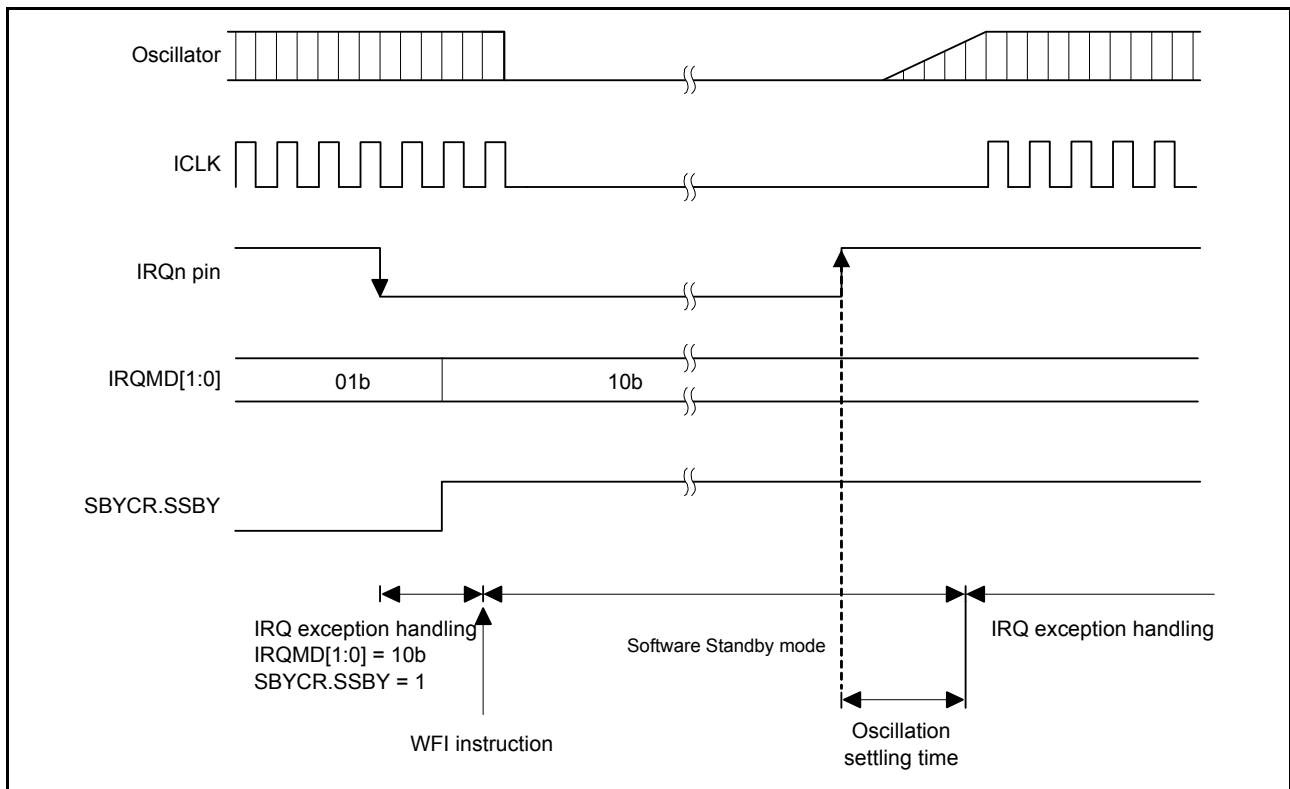 Oscillator
ICLK
IRQn pin
IRQMD[1:0]
01b
10b
SBYCR.SSBY
IRQ exception handling
IRQMD[1:0] = 10b
SBYCR.SSBY = 1
WFI instruction
Software Standby mode
Oscillation
settling time
IRQ exception handling